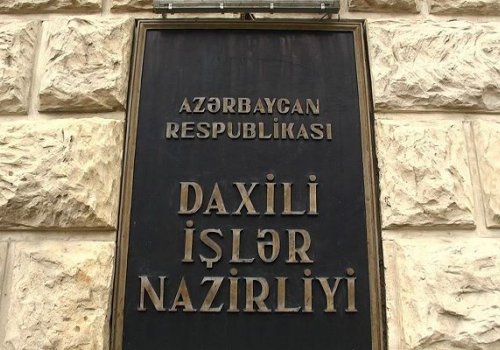 AZƏRBAYCAN
RESPUBLİKASI
DAXİLİ
İŞLƏR
NAZİRLİYİ